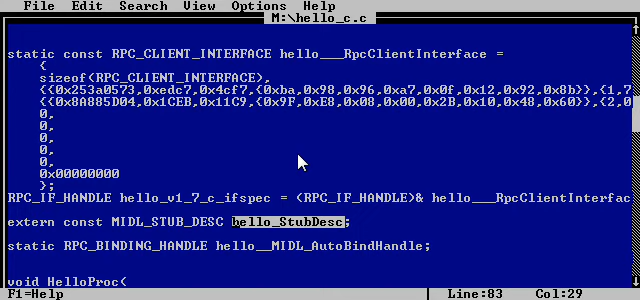 File Edit Search View Options Help
M:\hello_c.c
static const RPC_CLIENT_INTERFACE hello___RpcClientInterface =
{
sizeof(RPC_CLIENT_INTERFACE),
{{0x253a0573,0xedc7,0x4cf7,{0xba,0x98,0x96,0xa7,0x0f,0x12,0x92,0x8b}},{1,7
{{0x8A885D04,0x1CEB,0x11C9,{0x9F,0xE8,0x08,0x00,0x2B,0x10,0x48,0x60}},{2,0
0,
0,
0,
0,
0,
0x00000000
};
RPC_IF_HANDLE hello_v1_7_c_ifspec = (RPC_IF_HANDLE)& hello___RpcClientInterfac
extern const MIDL_STUB_DESC hello_StubDesc;
static RPC_BINDING_HANDLE hello__MIDL_AutoBindHandle;
void HelloProc(
F1=Help Line:83 Col:29